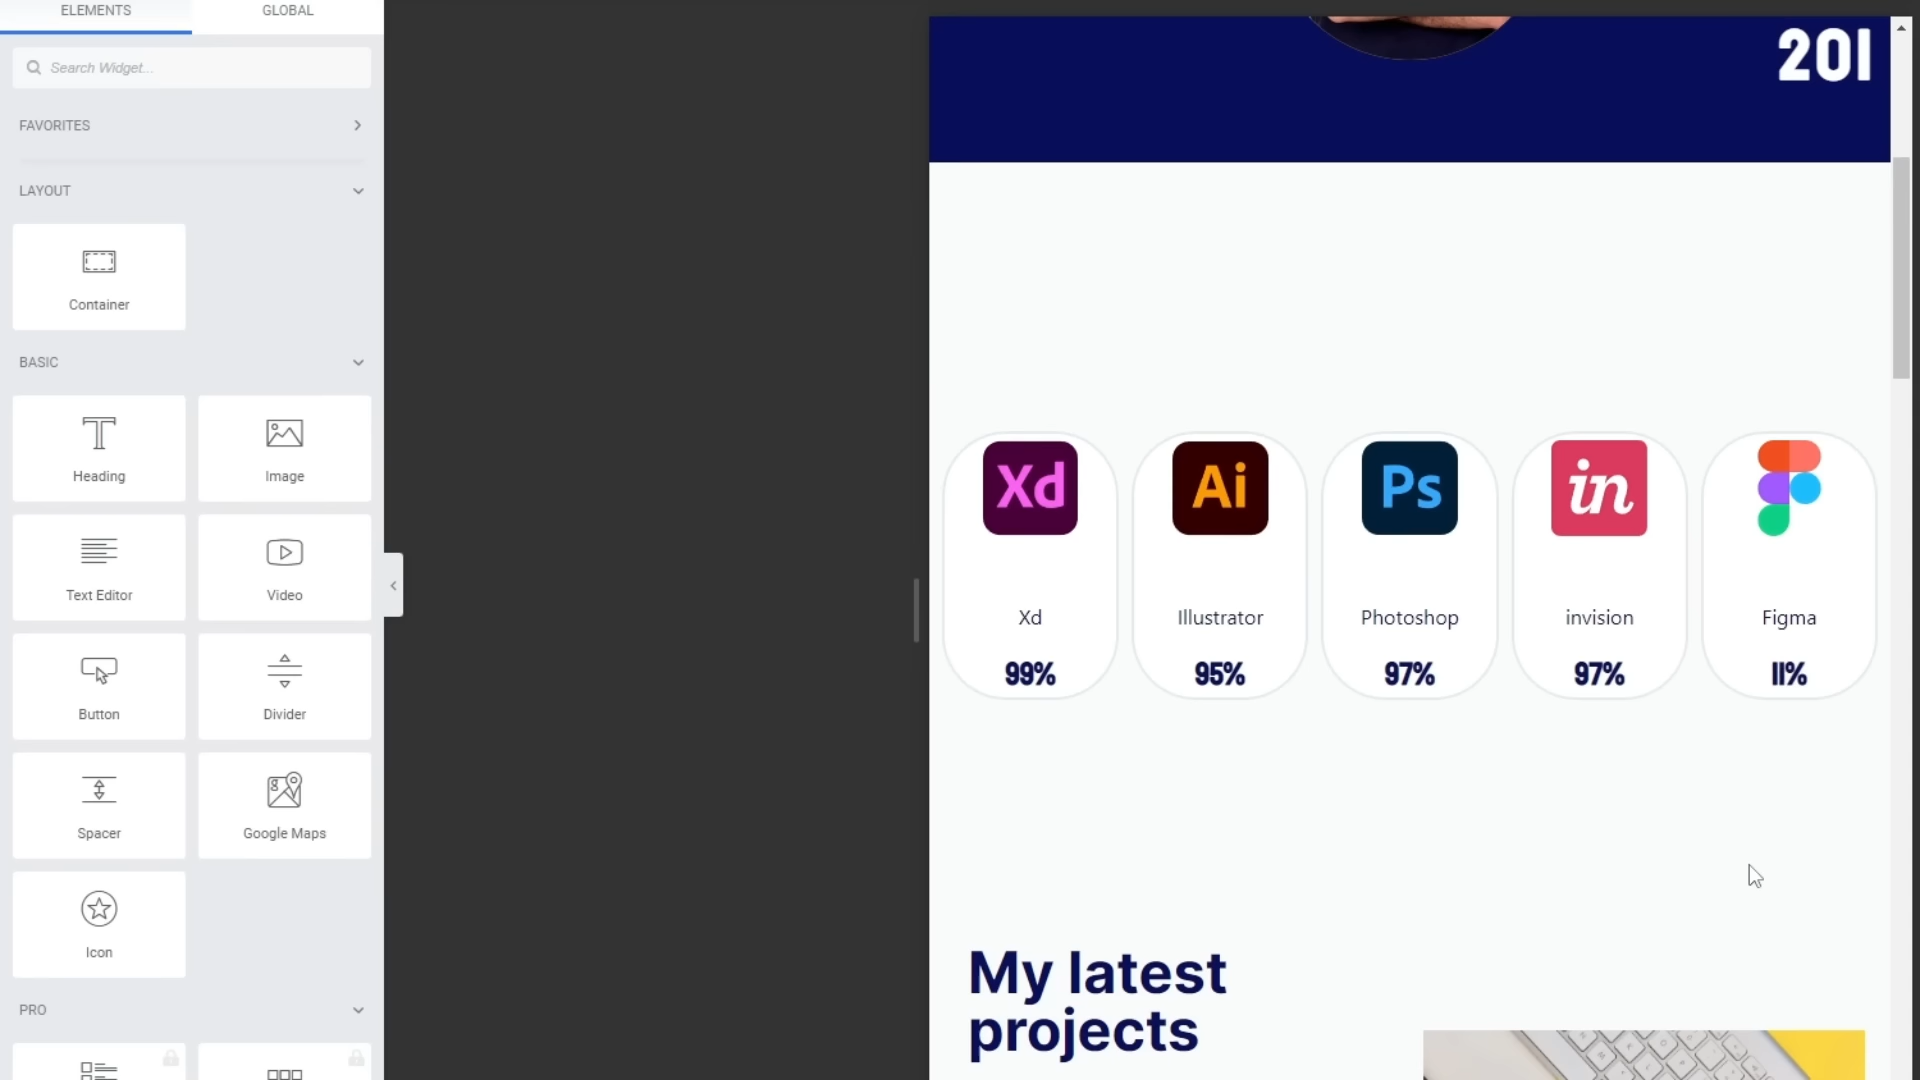 ELEMENTS
GLOBAL
Search Widget...
FAVORITES
LAYOUT
Container
BASIC
Heading
Image
Text Editor
Video
Button
Divider
Spacer
Google Maps
Icon
PRO
201
Xd
Ai
Ps
in
Xd
Illustrator
Photoshop
invision
Figma
99%
95%
97%
97%
11%
My latest
projects